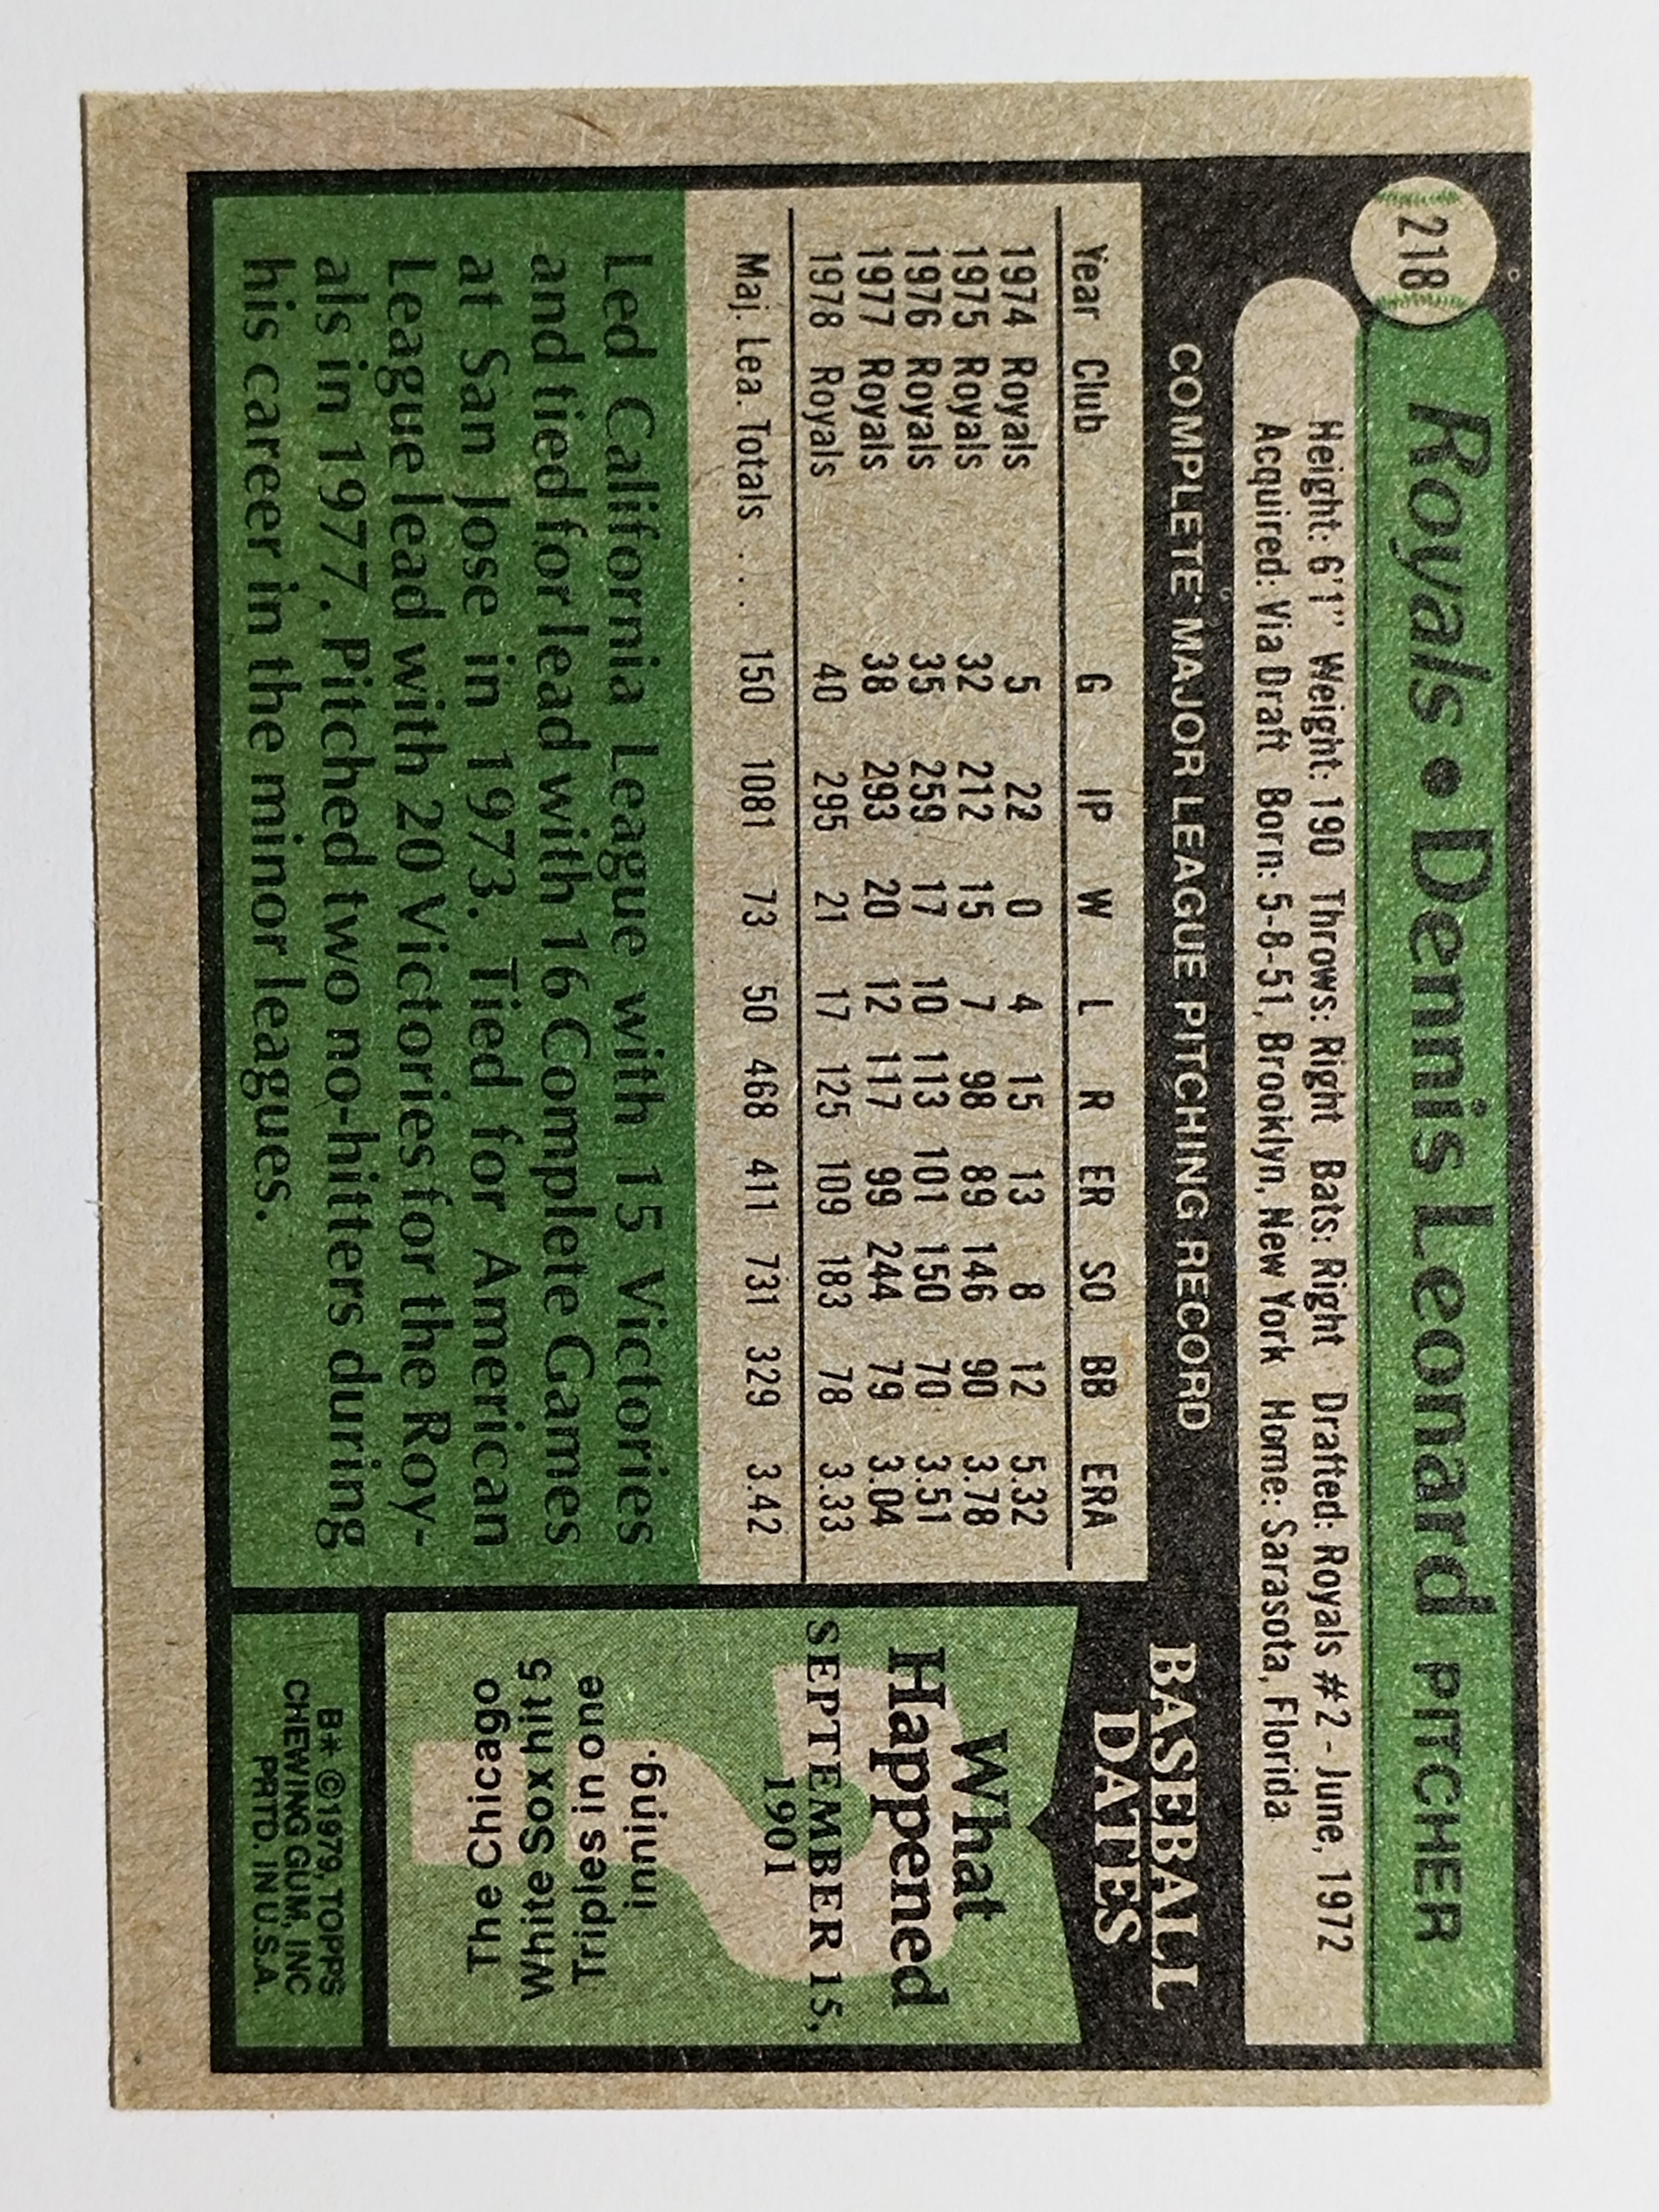 218
Royals • Dennis Leonard PITCHER
Height: 6'1" Weight: 190 Throws: Right Bats: Right Drafted: Royals #2 - June, 1972
Acquired: Via Draft Born: 5-8-51, Brooklyn, New York Home: Sarasota, Florida
COMPLETE MAJOR LEAGUE PITCHING RECORD
Year Club G IP W L R ER SO BB ERA
1974 Royals 5 22 0 4 15 13 8 12 5.32
1975 Royals 32 212 15 7 98 89 146 90 3.78
1976 Royals 35 259 17 10 113 101 150 70 3.51
1977 Royals 38 293 20 12 117 99 244 79 3.04
1978 Royals 40 295 21 17 125 109 183 78 3.33
Maj. Lea. Totals . . . 150 1081 73 50 468 411 731 329 3.42
Led California League with 15 Victories
and tied for lead with 16 Complete Games
at San Jose in 1973. Tied for American
League lead with 20 Victories for the Roy-
als in 1977. Pitched two no-hitters during
his career in the minor leagues.
BASEBALL
DATES
What
Happened
SEPTEMBER 15,
1901
The Chicago
White Sox hit 5
Triples in one
inning.
B* ©1979, TOPPS
CHEWING GUM, INC
PRTD. IN U.S.A.